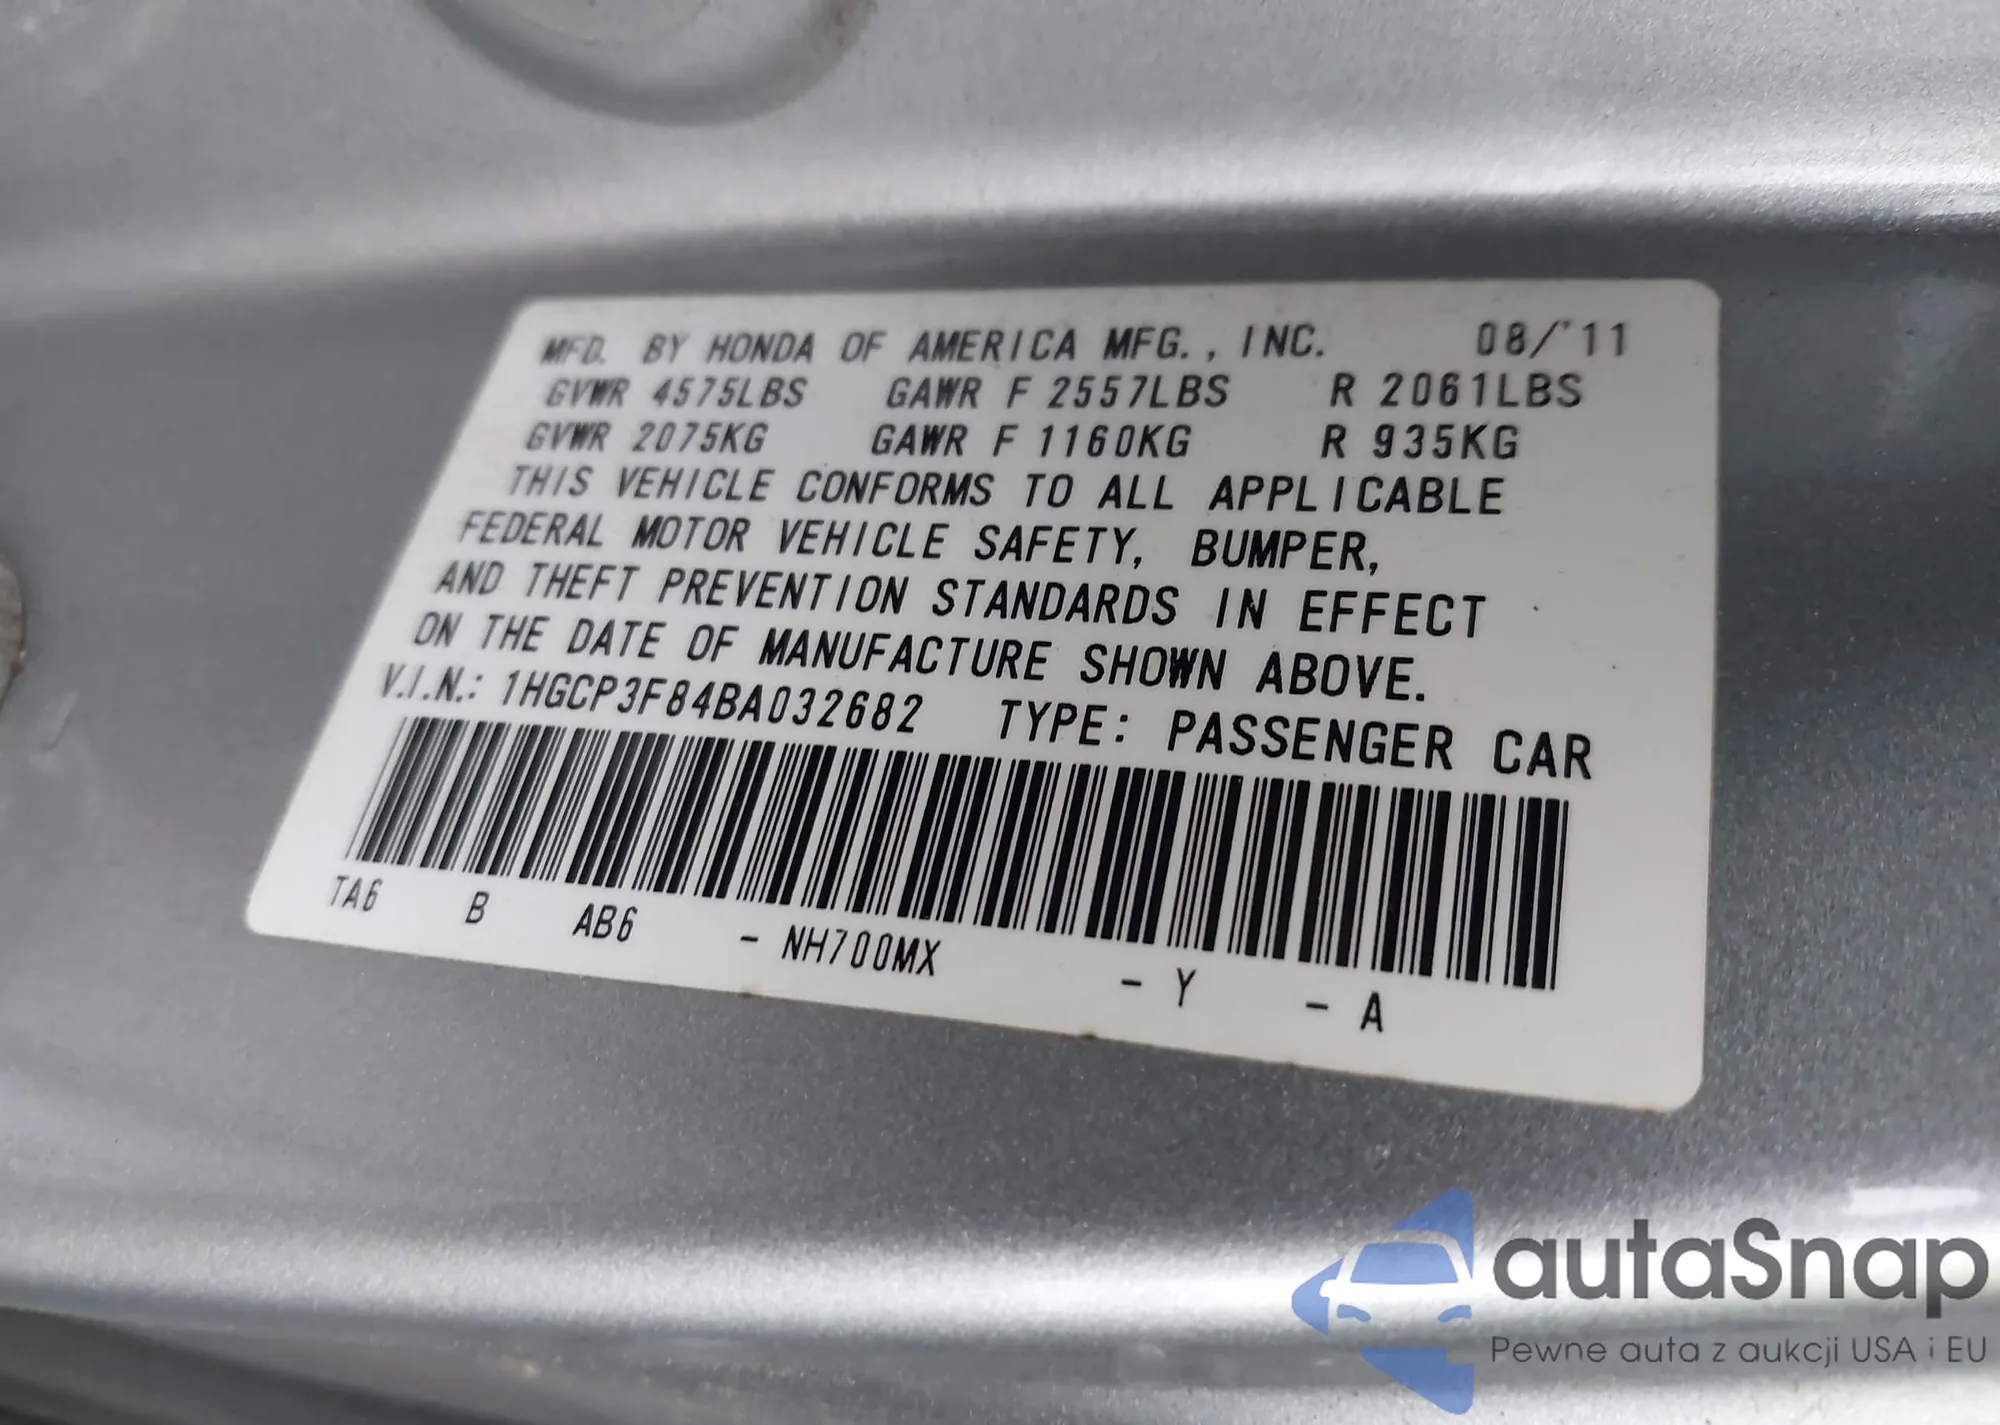 MFD. BY HONDA OF AMERICA MFG., INC. 08/'11
GVWR 4575LBS GAWR F 2557LBS R 2061LBS
GVWR 2075KG GAWR F 1160KG R 935KG
THIS VEHICLE CONFORMS TO ALL APPLICABLE
FEDERAL MOTOR VEHICLE SAFETY, BUMPER,
AND THEFT PREVENTION STANDARDS IN EFFECT
ON THE DATE OF MANUFACTURE SHOWN ABOVE.
V.I.N.: 1HGCP3F84BA032682 TYPE: PASSENGER CAR
TA6 B AB6 - NH700MX - Y - A
autaSnap
Pewne auta z aukcji USA i EU